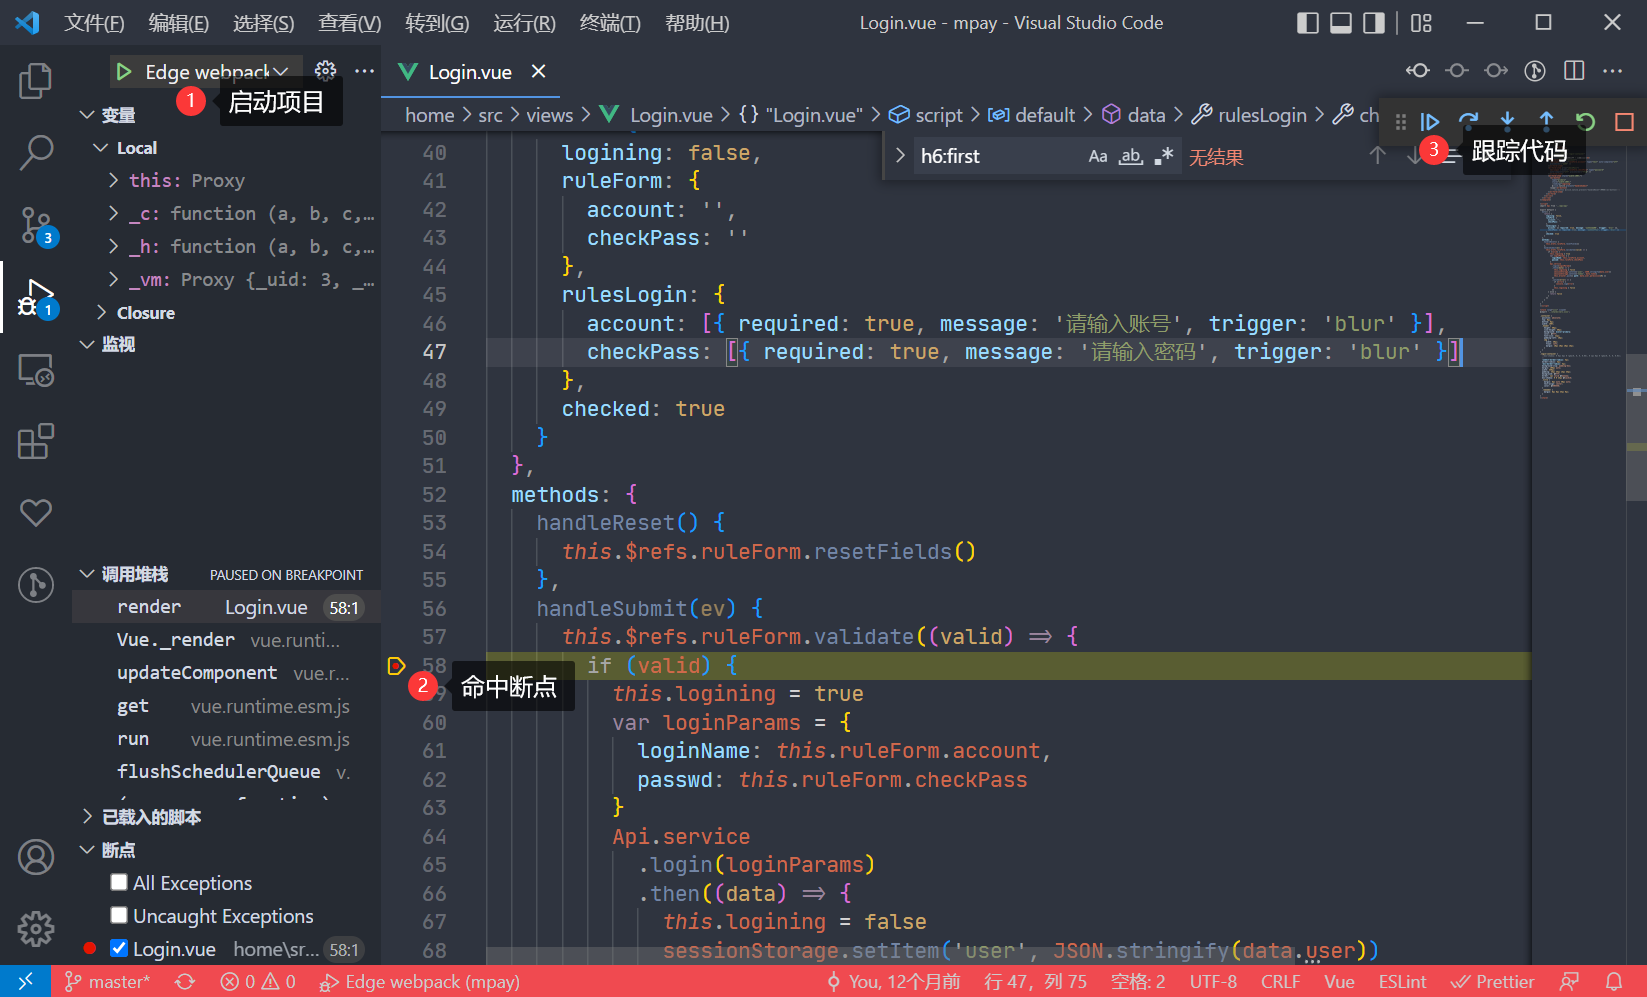 文件(F) 编辑(E) 选择(S) 查看(V) 转到(G) 运行(R) 终端(T) 帮助(H) Login.vue - mpay - Visual Studio Code
Edge webpack
1 启动项目
变量
Local
this: Proxy
_c: function (a, b, c,…
_h: function (a, b, c,…
_vm: Proxy {_uid: 3, _…
Closure
监视
3
1
调用堆栈 PAUSED ON BREAKPOINT
render Login.vue 58:1
Vue._render vue.runti…
updateComponent vue.r…
get vue.runtime.esm.js
run vue.runtime.esm.js
flushSchedulerQueue v.
已载入的脚本
断点
All Exceptions
Uncaught Exceptions
Login.vue home\sr… 58:1
Login.vue
home > src > views > Login.vue > {} "Login.vue" > script > default > data > rulesLogin > ch
h6:first Aa ab .* 无结果
3 跟踪代码
40 logining: false,
41 ruleForm: {
42 account: '',
43 checkPass: ''
44 },
45 rulesLogin: {
46 account: [{ required: true, message: '请输入账号', trigger: 'blur' }],
47 checkPass: [{ required: true, message: '请输入密码', trigger: 'blur' }]
48 },
49 checked: true
50 }
51 },
52 methods: {
53 handleReset() {
54 this.$refs.ruleForm.resetFields()
55 },
56 handleSubmit(ev) {
57 this.$refs.ruleForm.validate((valid) => {
58 if (valid) {
2 命中断点
9 this.logining = true
60 var loginParams = {
61 loginName: this.ruleForm.account,
62 passwd: this.ruleForm.checkPass
63 }
64 Api.service
65 .login(loginParams)
66 .then((data) => {
67 this.logining = false
68 sessionStorage.setItem('user', JSON.stringify(data.user))
master* 0 0 Edge webpack (mpay) You, 12个月前 行 47，列 75 空格: 2 UTF-8 CRLF Vue ESLint Prettier